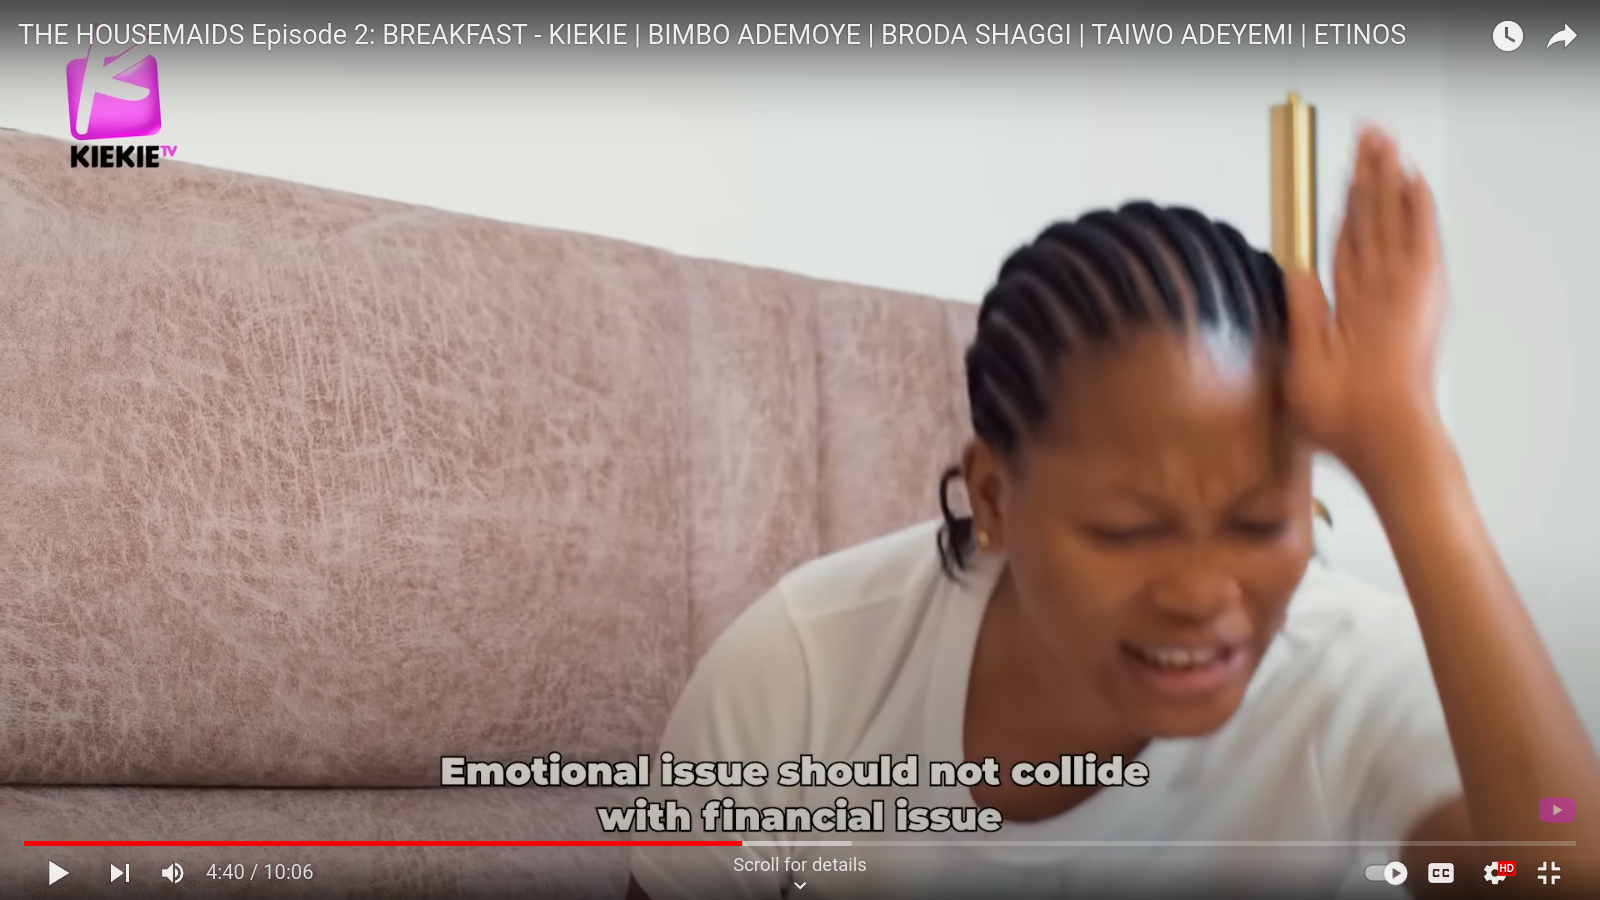 THE HOUSEMAIDS Episode 2: BREAKFAST - KIEKIE | BIMBO ADEMOYE | BRODA SHAGGI | TAIWO ADEYEMI | ETINOS
KIEKIE TV
Emotional issue should not collide
with financial issue
4:40 / 10:06
Scroll for details
CC
HD